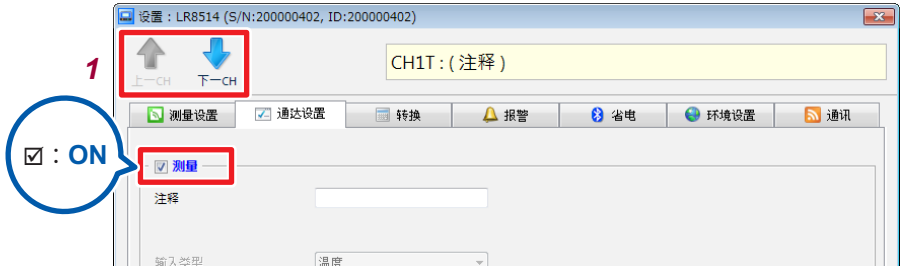 设置：LR8514 (S/N:200000402, ID:200000402)
1
上一CH 下一CH
CH1T : ( 注释 )
测量设置 通达设置 转换 报警 省电 环境设置 通讯
☑：ON
测量
注释
输入类型 温度